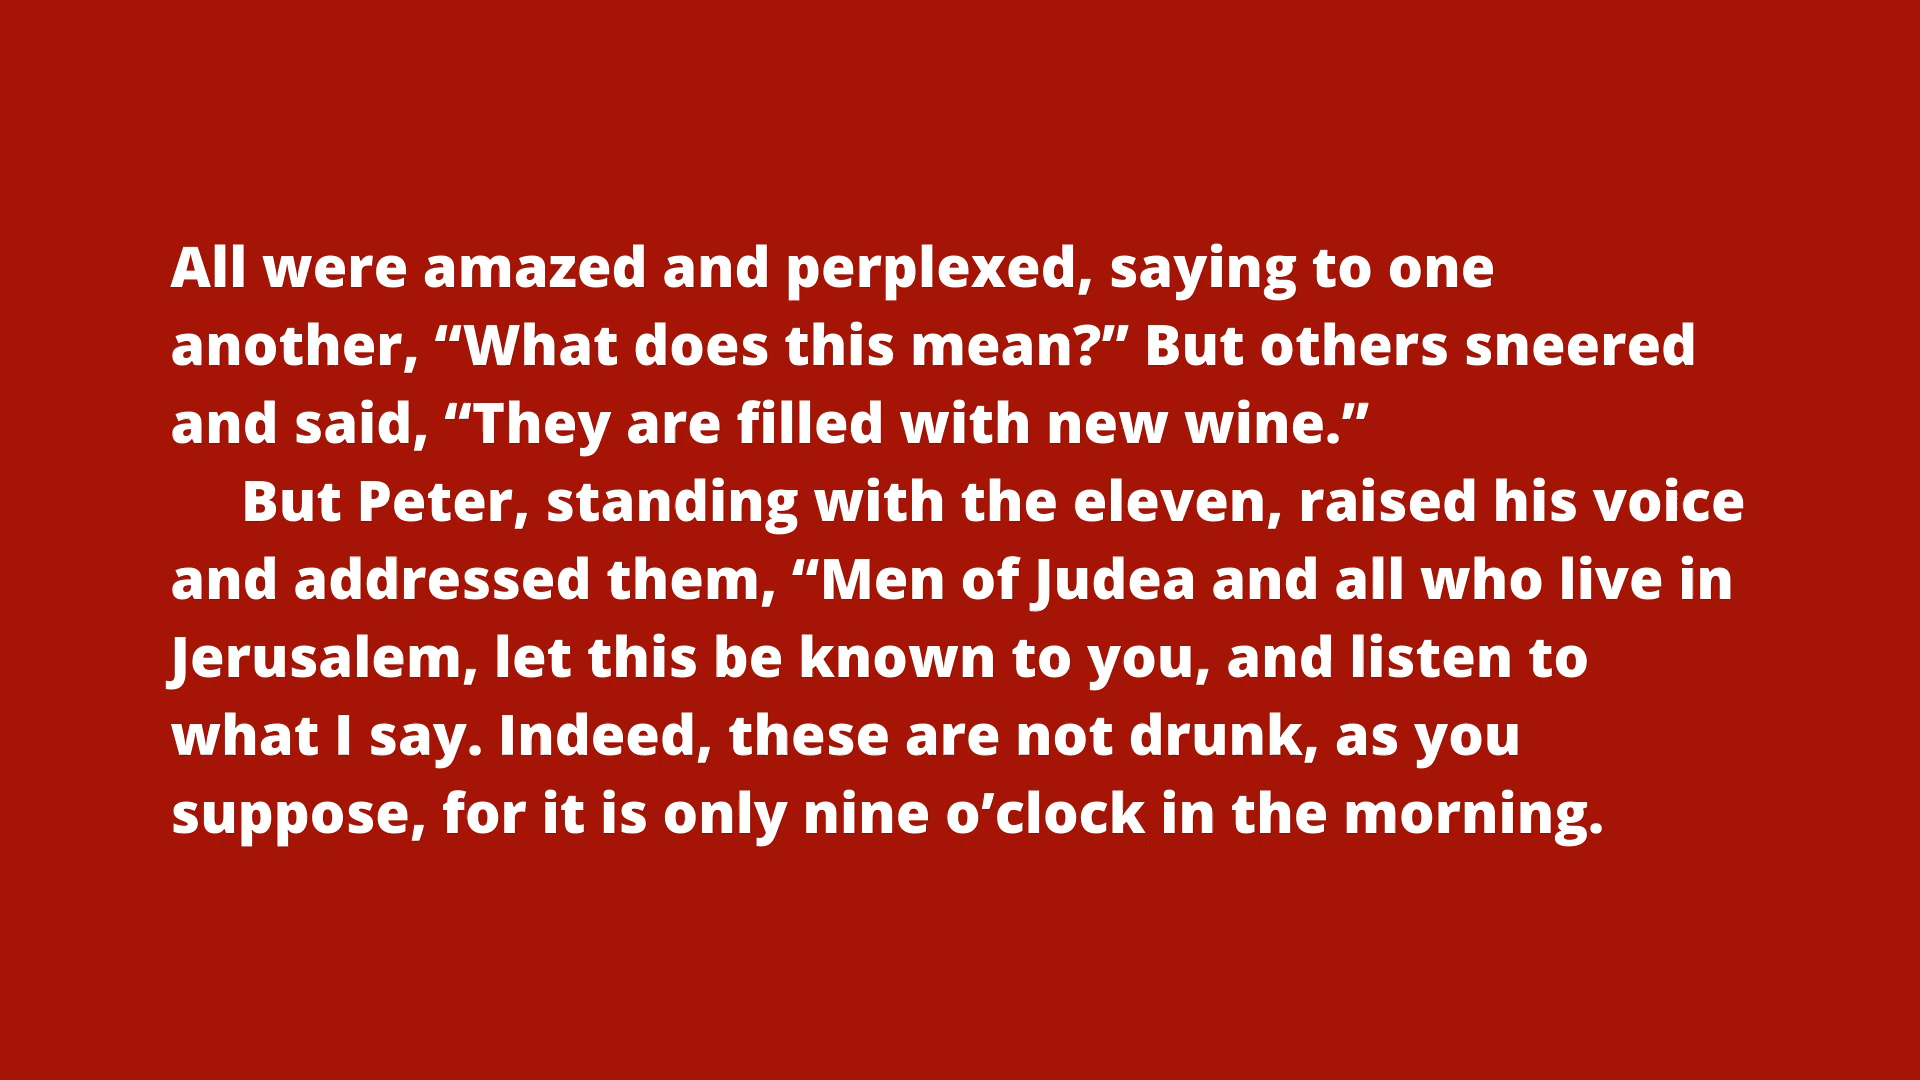 All were amazed and perplexed, saying to one
another, “What does this mean?” But others sneered
and said, “They are filled with new wine.”
But Peter, standing with the eleven, raised his voice
and addressed them, “Men of Judea and all who live in
Jerusalem, let this be known to you, and listen to
what I say. Indeed, these are not drunk, as you
suppose, for it is only nine o’clock in the morning.